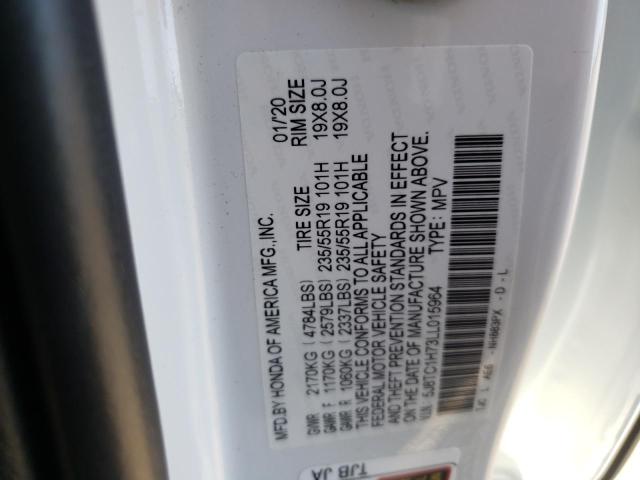 MFD.BY HONDA OF AMERICA MFG.,INC. 01/'20
TIRE SIZE RIM SIZE
GVWR 2170KG (4784LBS)
GAWR F 1170KG (2579LBS) 235/55R19 101H 19X8.0J
GAWR R 1060KG (2337LBS) 235/55R19 101H 19X8.0J
THIS VEHICLE CONFORMS TO ALL APPLICABLE
FEDERAL MOTOR VEHICLE SAFETY
AND THEFT PREVENTION STANDARDS IN EFFECT
ON THE DATE OF MANUFACTURE SHOWN ABOVE.
V.I.N.: 5J8TC1H73LL015964 TYPE: MPV
NH883PX - D - L
TJB JX